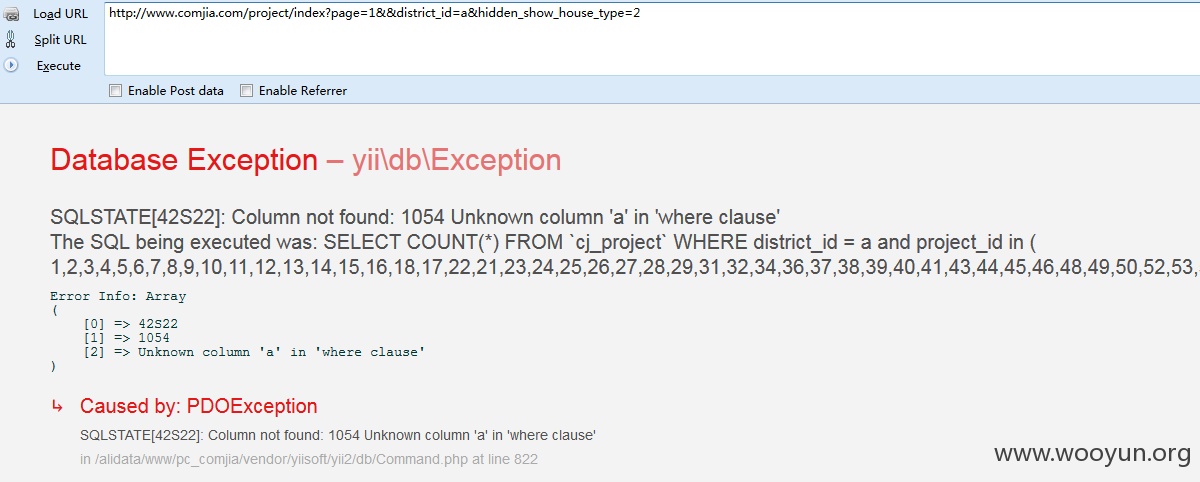 Load URL
http://www.comjia.com/project/index?page=1&&district_id=a&hidden_show_house_type=2
Split URL
Execute
Enable Post data Enable Referrer
Database Exception – yii\db\Exception
SQLSTATE[42S22]: Column not found: 1054 Unknown column 'a' in 'where clause'
The SQL being executed was: SELECT COUNT(*) FROM `cj_project` WHERE district_id = a and project_id in (
1,2,3,4,5,6,7,8,9,10,11,12,13,14,15,16,18,17,22,21,23,24,25,26,27,28,29,31,32,34,36,37,38,39,40,41,43,44,45,46,48,49,50,52,53,
Error Info: Array
(
[0] => 42S22
[1] => 1054
[2] => Unknown column 'a' in 'where clause'
)
↳ Caused by: PDOException
SQLSTATE[42S22]: Column not found: 1054 Unknown column 'a' in 'where clause'
in /alidata/www/pc_comjia/vendor/yiisoft/yii2/db/Command.php at line 822
www.wooyun.org